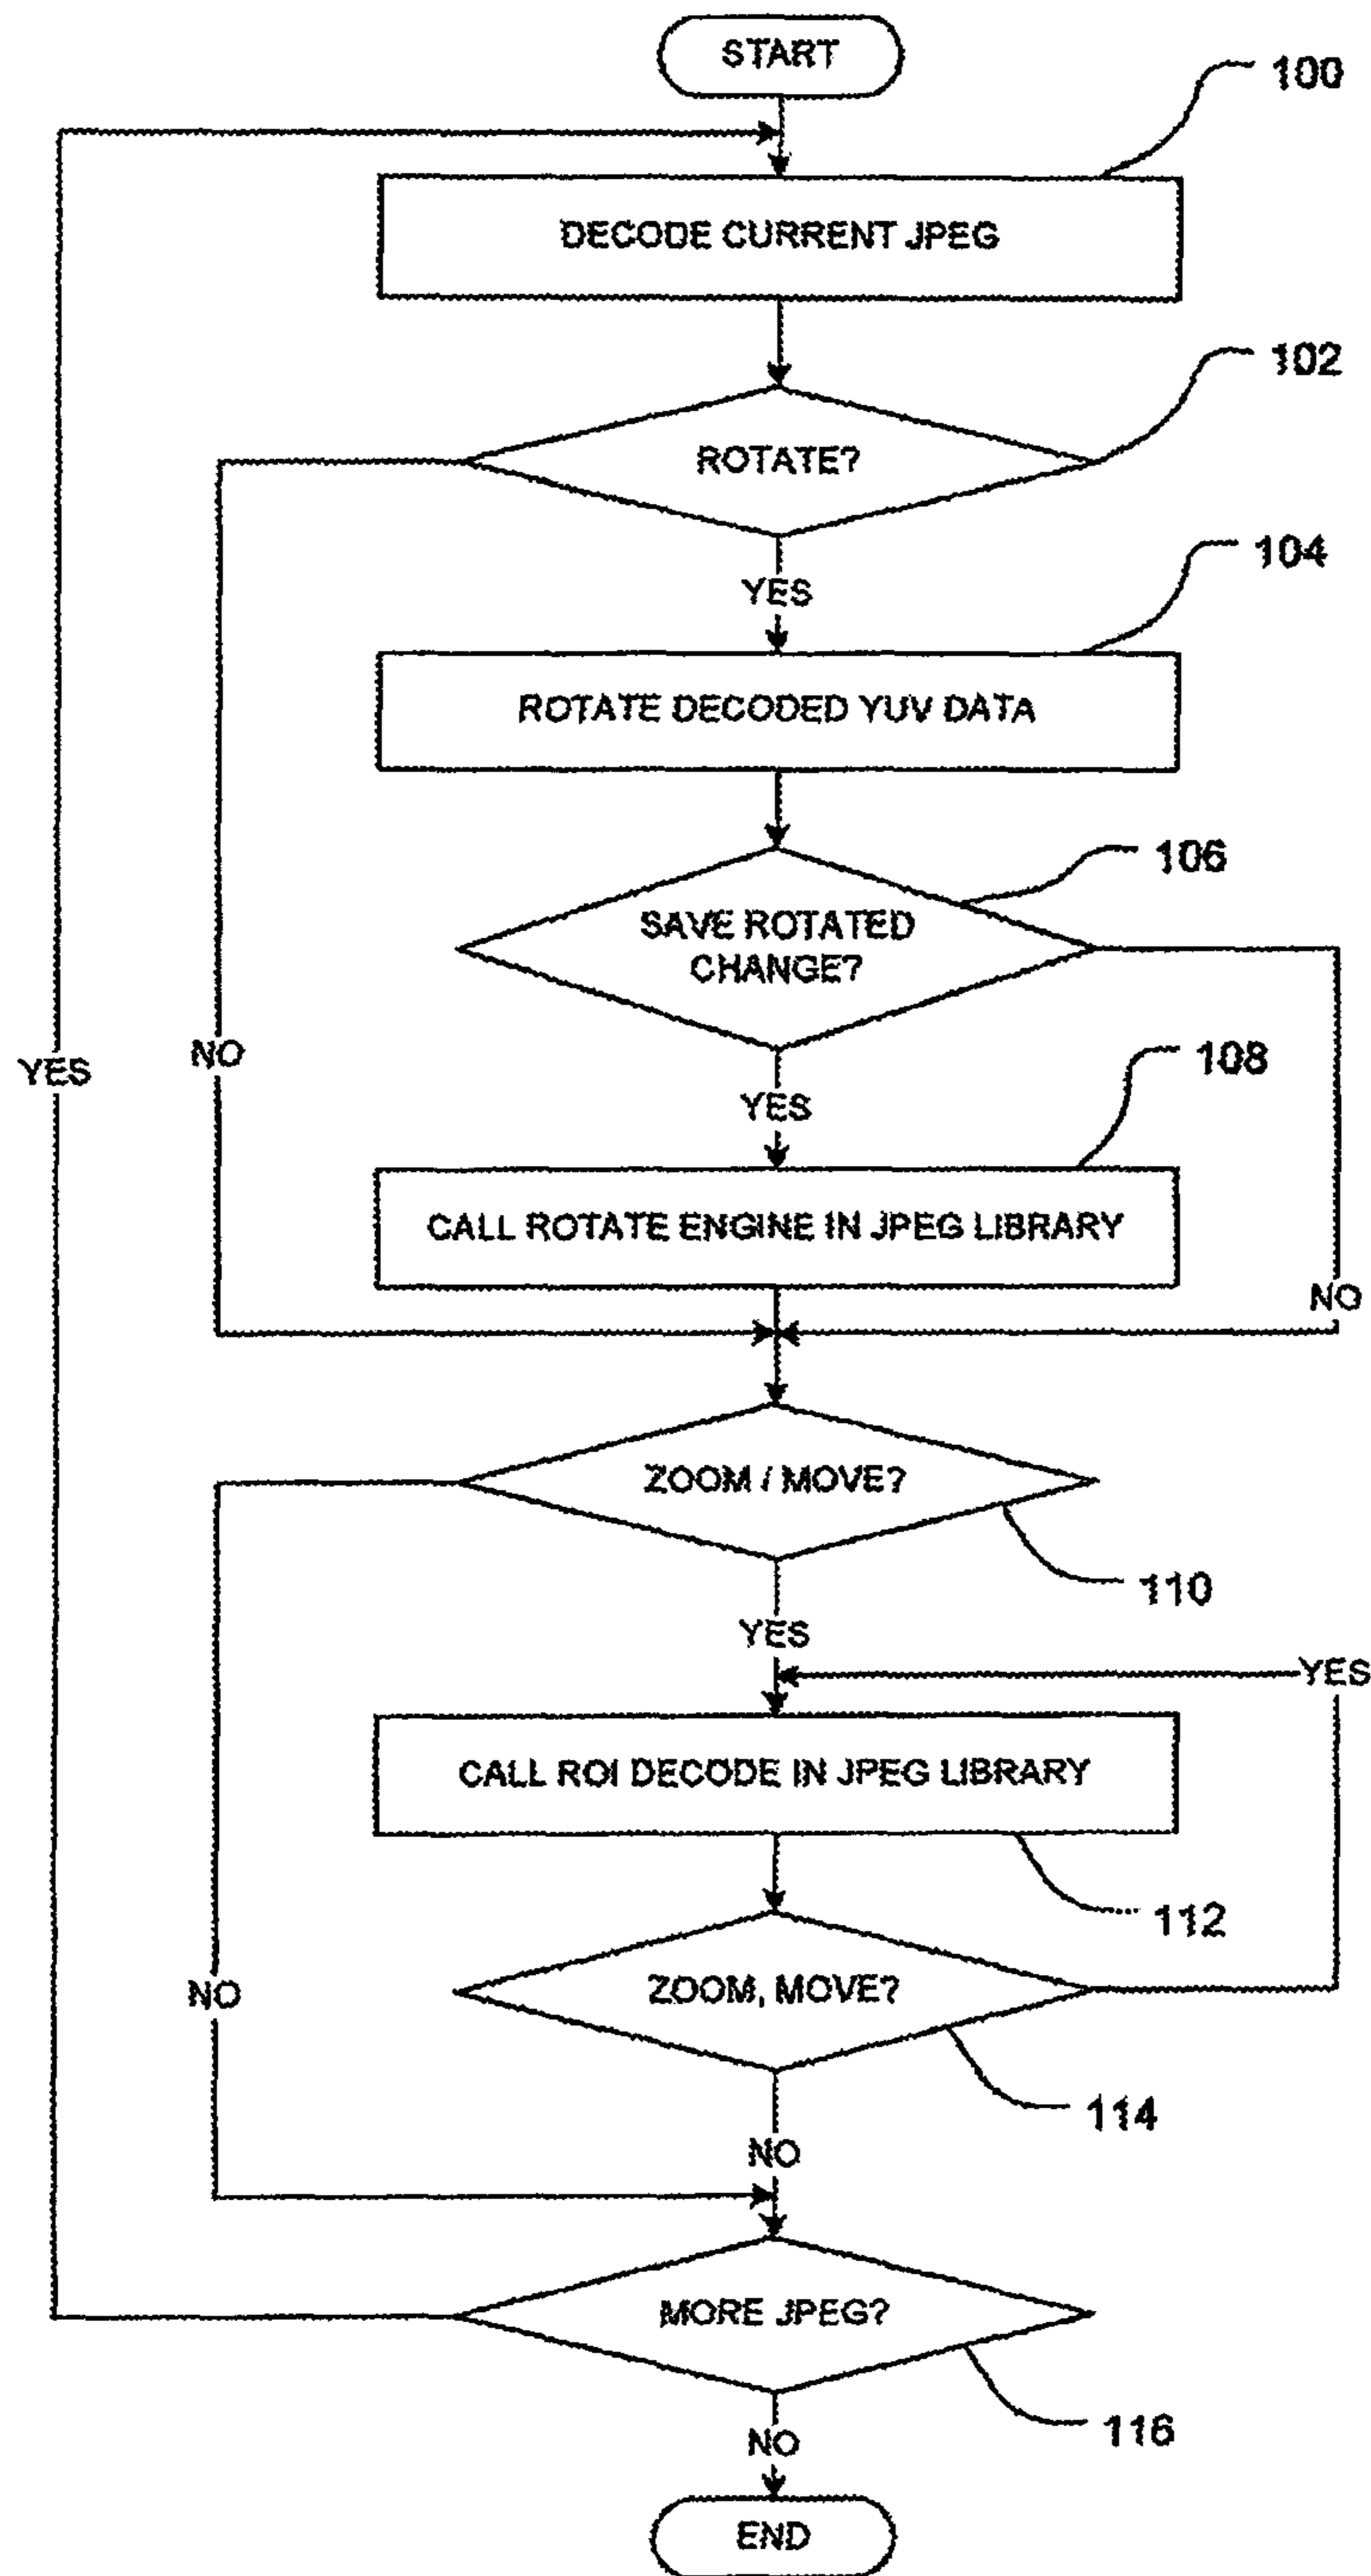 START
100
DECODE CURRENT JPEG
102
ROTATE?
104
YES
ROTATE DECODED YUV DATA
106
SAVE ROTATED
CHANGE?
NO
YES
108
YES
CALL ROTATE ENGINE IN JPEG LIBRARY
NO
ZOOM / MOVE?
110
YES
YES
CALL ROI DECODE IN JPEG LIBRARY
112
ZOOM, MOVE?
NO
114
NO
MORE JPEG?
116
NO
END